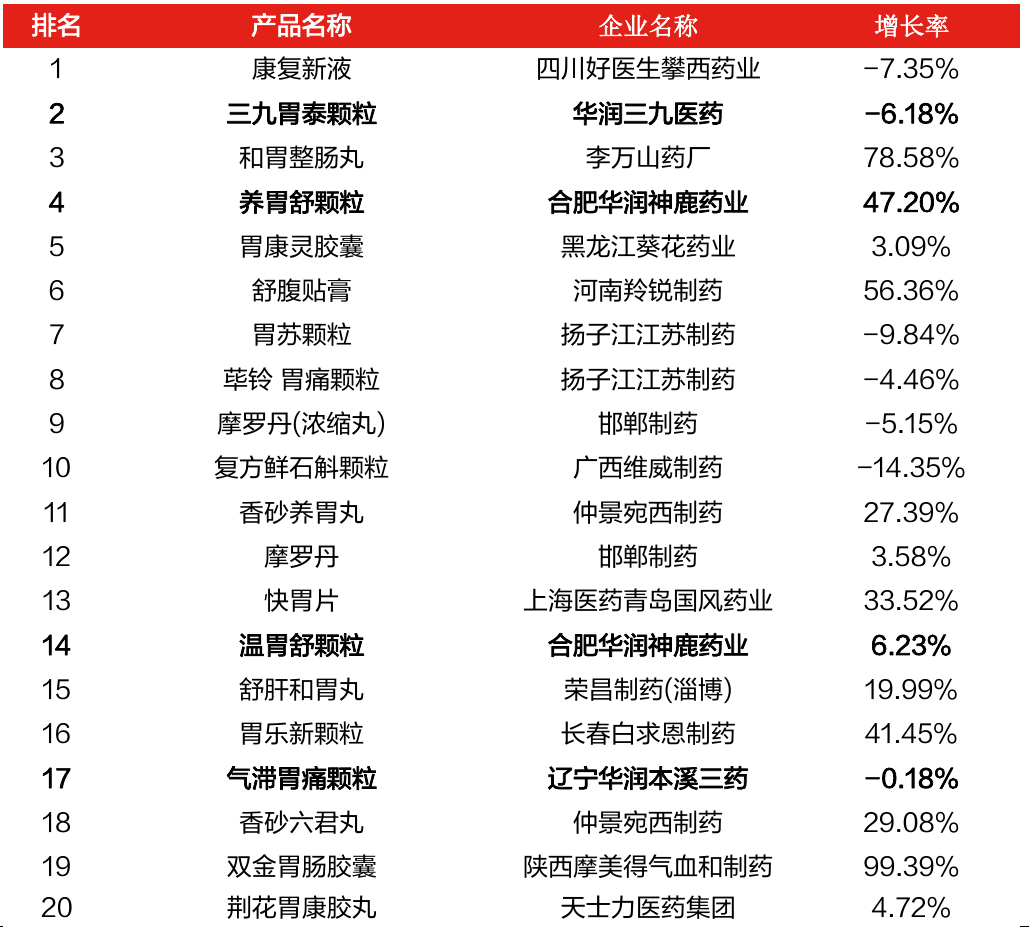 排名 产品名称 企业名称 增长率
1 康复新液 四川好医生攀西药业 -7.35%
2 三九胃泰颗粒 华润三九医药 -6.18%
3 和胃整肠丸 李万山药厂 78.58%
4 养胃舒颗粒 合肥华润神鹿药业 47.20%
5 胃康灵胶囊 黑龙江葵花药业 3.09%
6 舒腹贴膏 河南羚锐制药 56.36%
7 胃苏颗粒 扬子江江苏制药 -9.84%
8 荜铃 胃痛颗粒 扬子江江苏制药 -4.46%
9 摩罗丹(浓缩丸) 邯郸制药 -5.15%
10 复方鲜石斛颗粒 广西维威制药 -14.35%
11 香砂养胃丸 仲景宛西制药 27.39%
12 摩罗丹 邯郸制药 3.58%
13 快胃片 上海医药青岛国风药业 33.52%
14 温胃舒颗粒 合肥华润神鹿药业 6.23%
15 舒肝和胃丸 荣昌制药(淄博) 19.99%
16 胃乐新颗粒 长春白求恩制药 41.45%
17 气滞胃痛颗粒 辽宁华润本溪三药 -0.18%
18 香砂六君丸 仲景宛西制药 29.08%
19 双金胃肠胶囊 陕西摩美得气血和制药 99.39%
20 荆花胃康胶丸 天士力医药集团 4.72%